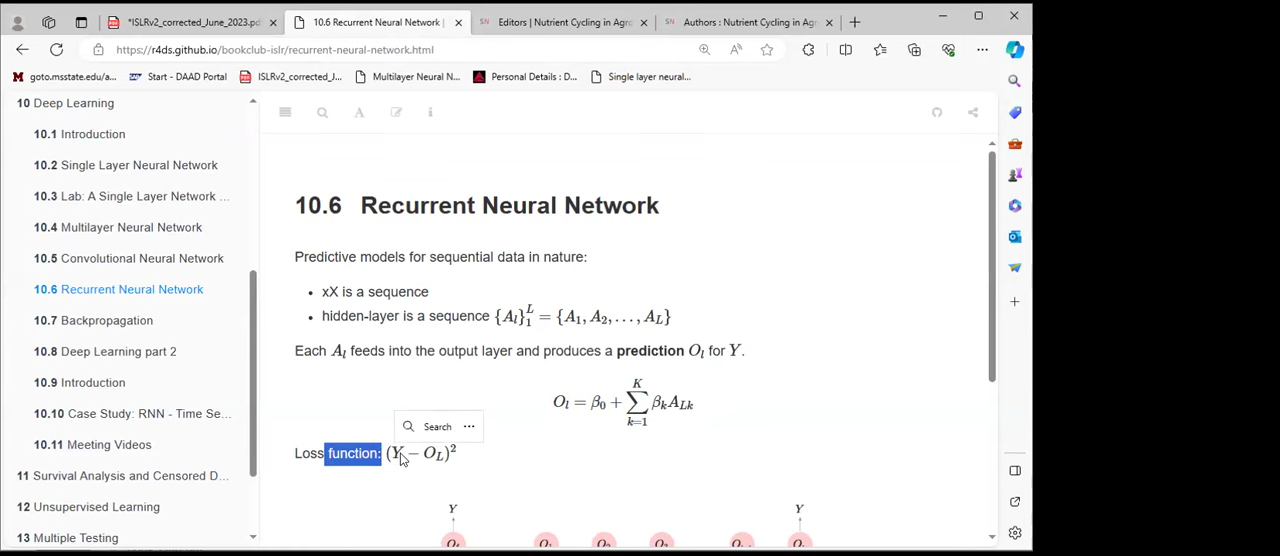 *ISLRv2_corrected_June_2023.pd
10.6 Recurrent Neural Network |
Editors | Nutrient Cycling in Agro
Authors : Nutrient Cycling in Agro
https://r4ds.github.io/bookclub-islr/recurrent-neural-network.html
goto.msstate.edu/a...
Start - DAAD Portal
ISLRv2_corrected_J...
Multilayer Neural N...
Personal Details : D...
Single layer neural...
10 Deep Learning
10.1 Introduction
10.2 Single Layer Neural Network
10.3 Lab: A Single Layer Network ...
10.4 Multilayer Neural Network
10.5 Convolutional Neural Network
10.6 Recurrent Neural Network
10.7 Backpropagation
10.8 Deep Learning part 2
10.9 Introduction
10.10 Case Study: RNN - Time Se...
10.11 Meeting Videos
11 Survival Analysis and Censored D...
12 Unsupervised Learning
13 Multiple Testing
10.6 Recurrent Neural Network
Predictive models for sequential data in nature:
• xX is a sequence
• hidden-layer is a sequence {A_l}_1^L = {A_1, A_2, …, A_L}
Each A_l feeds into the output layer and produces a prediction O_l for Y.
O_l = β_0 + ∑_{k=1}^{K} β_k A_{Lk}
Search
Loss function: (Y − O_L)^2
Y Y